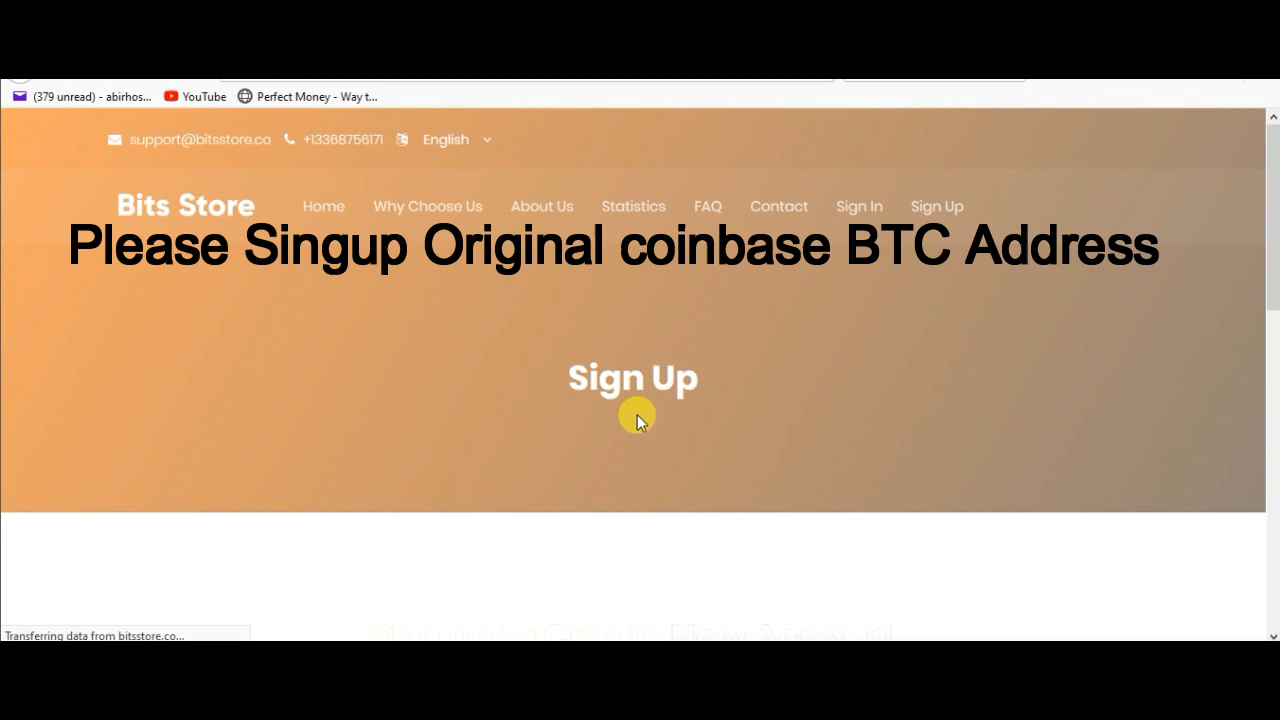 (379 unread) - abirhos... YouTube Perfect Money - Way t...
support@bitsstore.co +13368756171 English
Bits Store Home Why Choose Us About Us Statistics FAQ Contact Sign In Sign Up
Please Singup Original coinbase BTC Address
Sign Up
Transferring data from bitsstore.co...